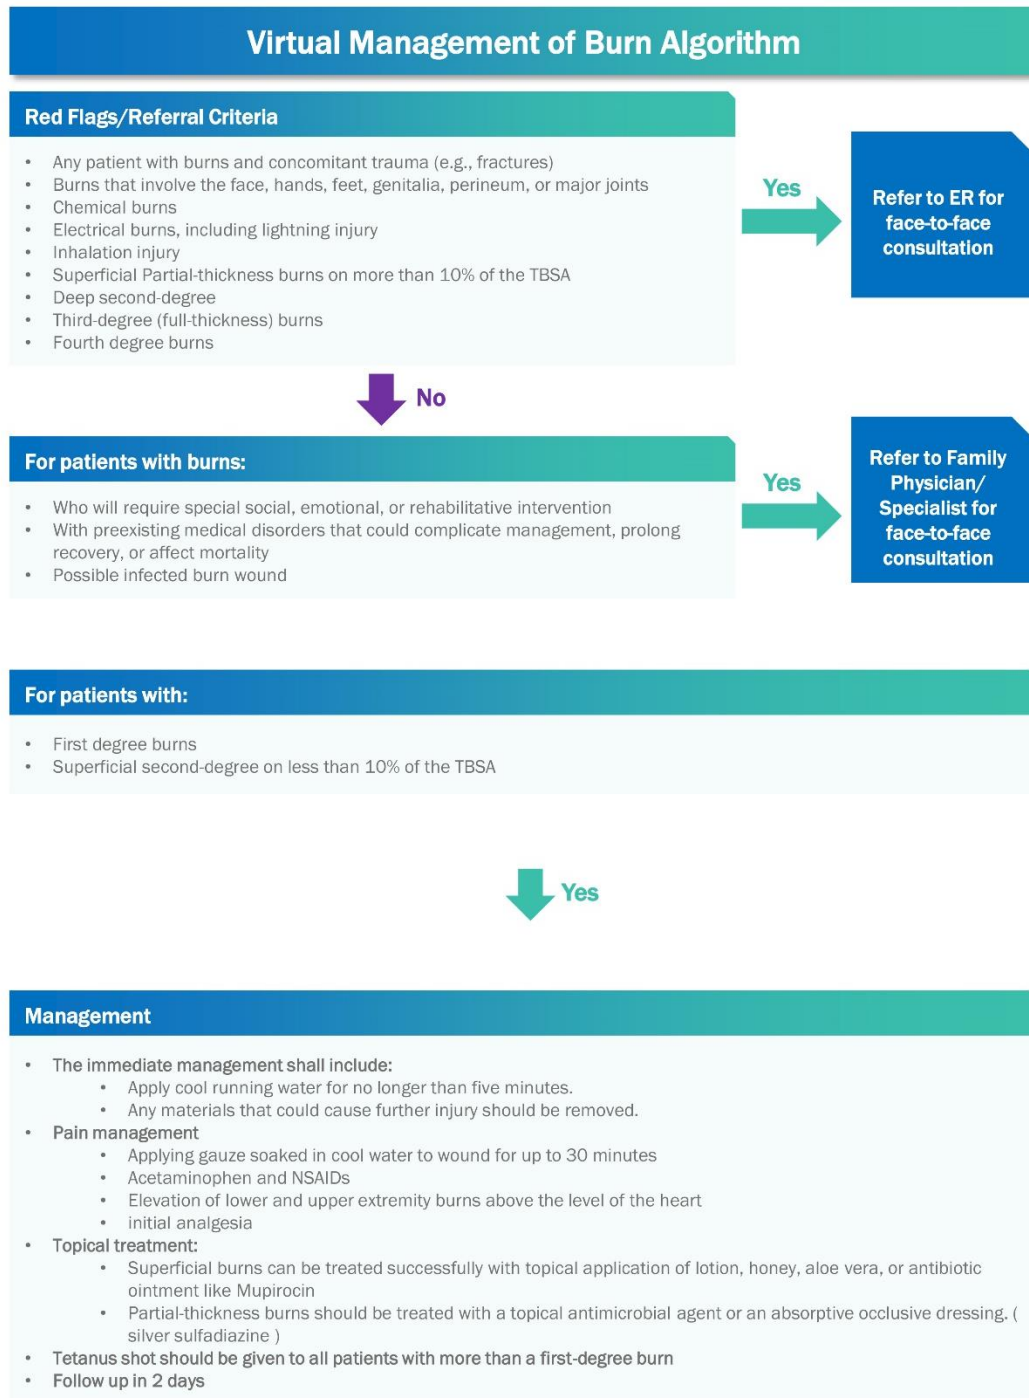 Virtual Management of Burn Algorithm
Red Flags/Referral Criteria
• Any patient with burns and concomitant trauma (e.g., fractures)
• Burns that involve the face, hands, feet, genitalia, perineum, or major joints
• Chemical burns
• Electrical burns, including lightning injury
• Inhalation injury
• Superficial Partial-thickness burns on more than 10% of the TBSA
• Deep second-degree
• Third-degree (full-thickness) burns
• Fourth degree burns
Yes
Refer to ER for
face-to-face
consultation
No
For patients with burns:
• Who will require special social, emotional, or rehabilitative intervention
• With preexisting medical disorders that could complicate management, prolong
recovery, or affect mortality
• Possible infected burn wound
Yes
Refer to Family
Physician/
Specialist for
face-to-face
consultation
For patients with:
• First degree burns
• Superficial second-degree on less than 10% of the TBSA
Yes
Management
• The immediate management shall include:
• Apply cool running water for no longer than five minutes.
• Any materials that could cause further injury should be removed.
• Pain management
• Applying gauze soaked in cool water to wound for up to 30 minutes
• Acetaminophen and NSAIDs
• Elevation of lower and upper extremity burns above the level of the heart
• initial analgesia
• Topical treatment:
• Superficial burns can be treated successfully with topical application of lotion, honey, aloe vera, or antibiotic
ointment like Mupirocin
• Partial-thickness burns should be treated with a topical antimicrobial agent or an absorptive occlusive dressing. (
silver sulfadiazine )
• Tetanus shot should be given to all patients with more than a first-degree burn
• Follow up in 2 days